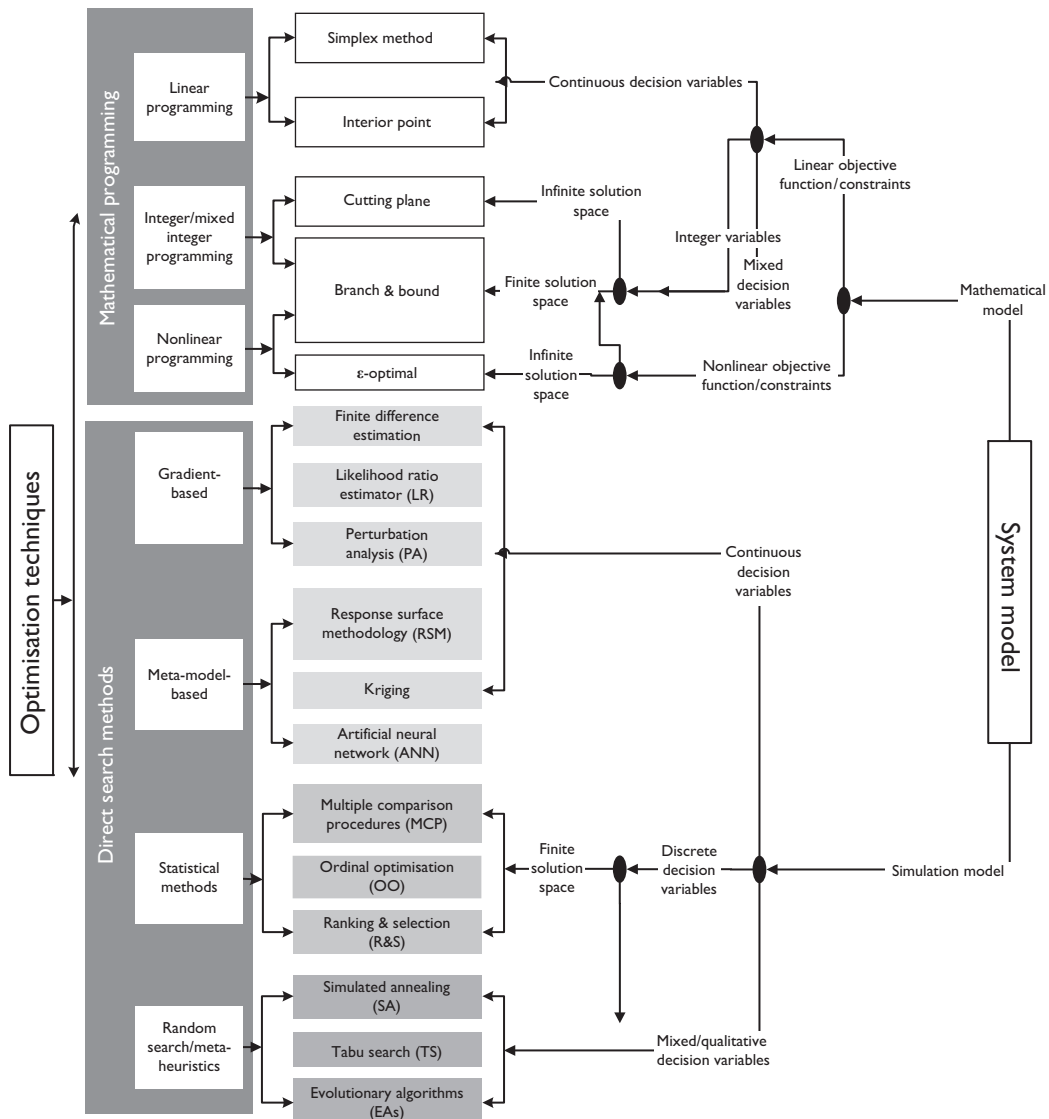 Optimisation techniques
Mathematical programming
Linear
programming
Simplex method
Interior point
Integer/mixed
integer
programming
Cutting plane
Branch & bound
Nonlinear
programming
ε-optimal
Continuous decision variables
Linear objective
function/constraints
Infinite solution
space
Integer variables
Mixed
decision
variables
Finite solution
space
Mathematical
model
Infinite
solution
space
Nonlinear objective
function/constraints
Direct search methods
Gradient-
based
Finite difference
estimation
Likelihood ratio
estimator (LR)
Perturbation
analysis (PA)
Continuous
decision
variables
Meta-model-
based
Response surface
methodology (RSM)
Kriging
Artificial neural
network (ANN)
System model
Statistical
methods
Multiple comparison
procedures (MCP)
Ordinal optimisation
(OO)
Ranking & selection
(R&S)
Finite
solution
space
Discrete
decision
variables
Simulation model
Random
search/meta-
heuristics
Simulated annealing
(SA)
Tabu search (TS)
Evolutionary algorithms
(EAs)
Mixed/qualitative
decision variables